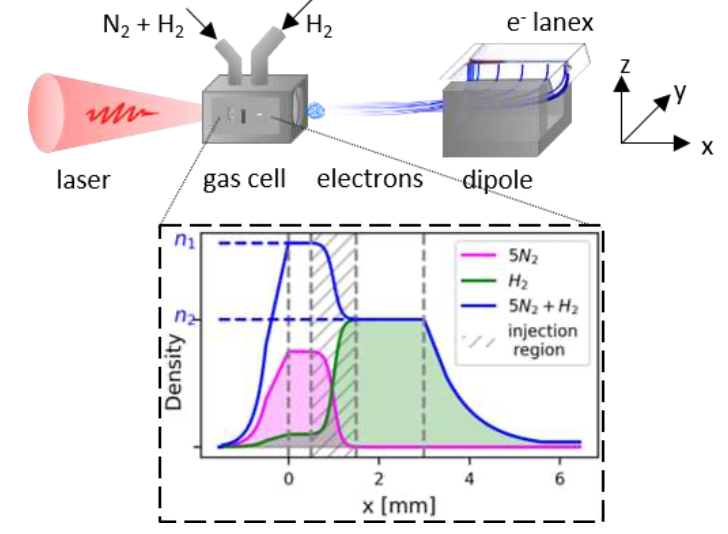 N₂ + H₂
H₂
e⁻ lanex
z
y
x
laser
gas cell
electrons
dipole
n₁
n₂
Density
5N₂
H₂
5N₂ + H₂
injection
region
0
2
4
6
x [mm]